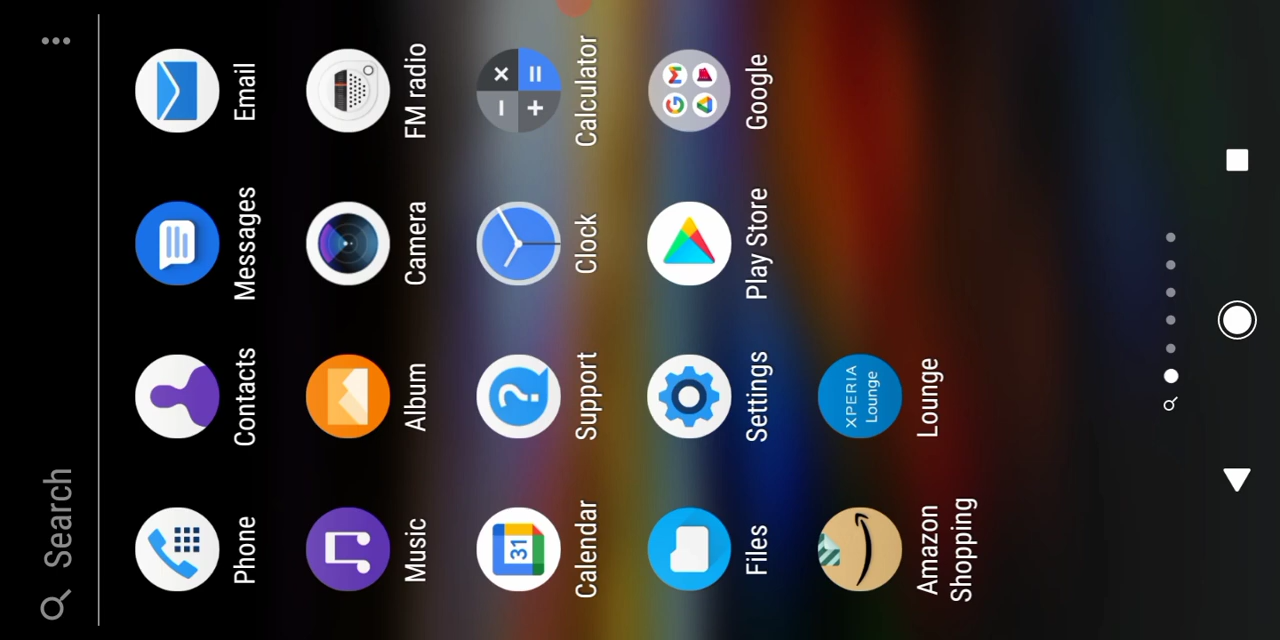 Search
Phone
Contacts
Messages
Email
Music
Album
Camera
FM radio
31
Calendar
Support
Clock
Calculator
Files
Settings
Play Store
Google
Amazon
Shopping
XPERIA
Lounge
Lounge